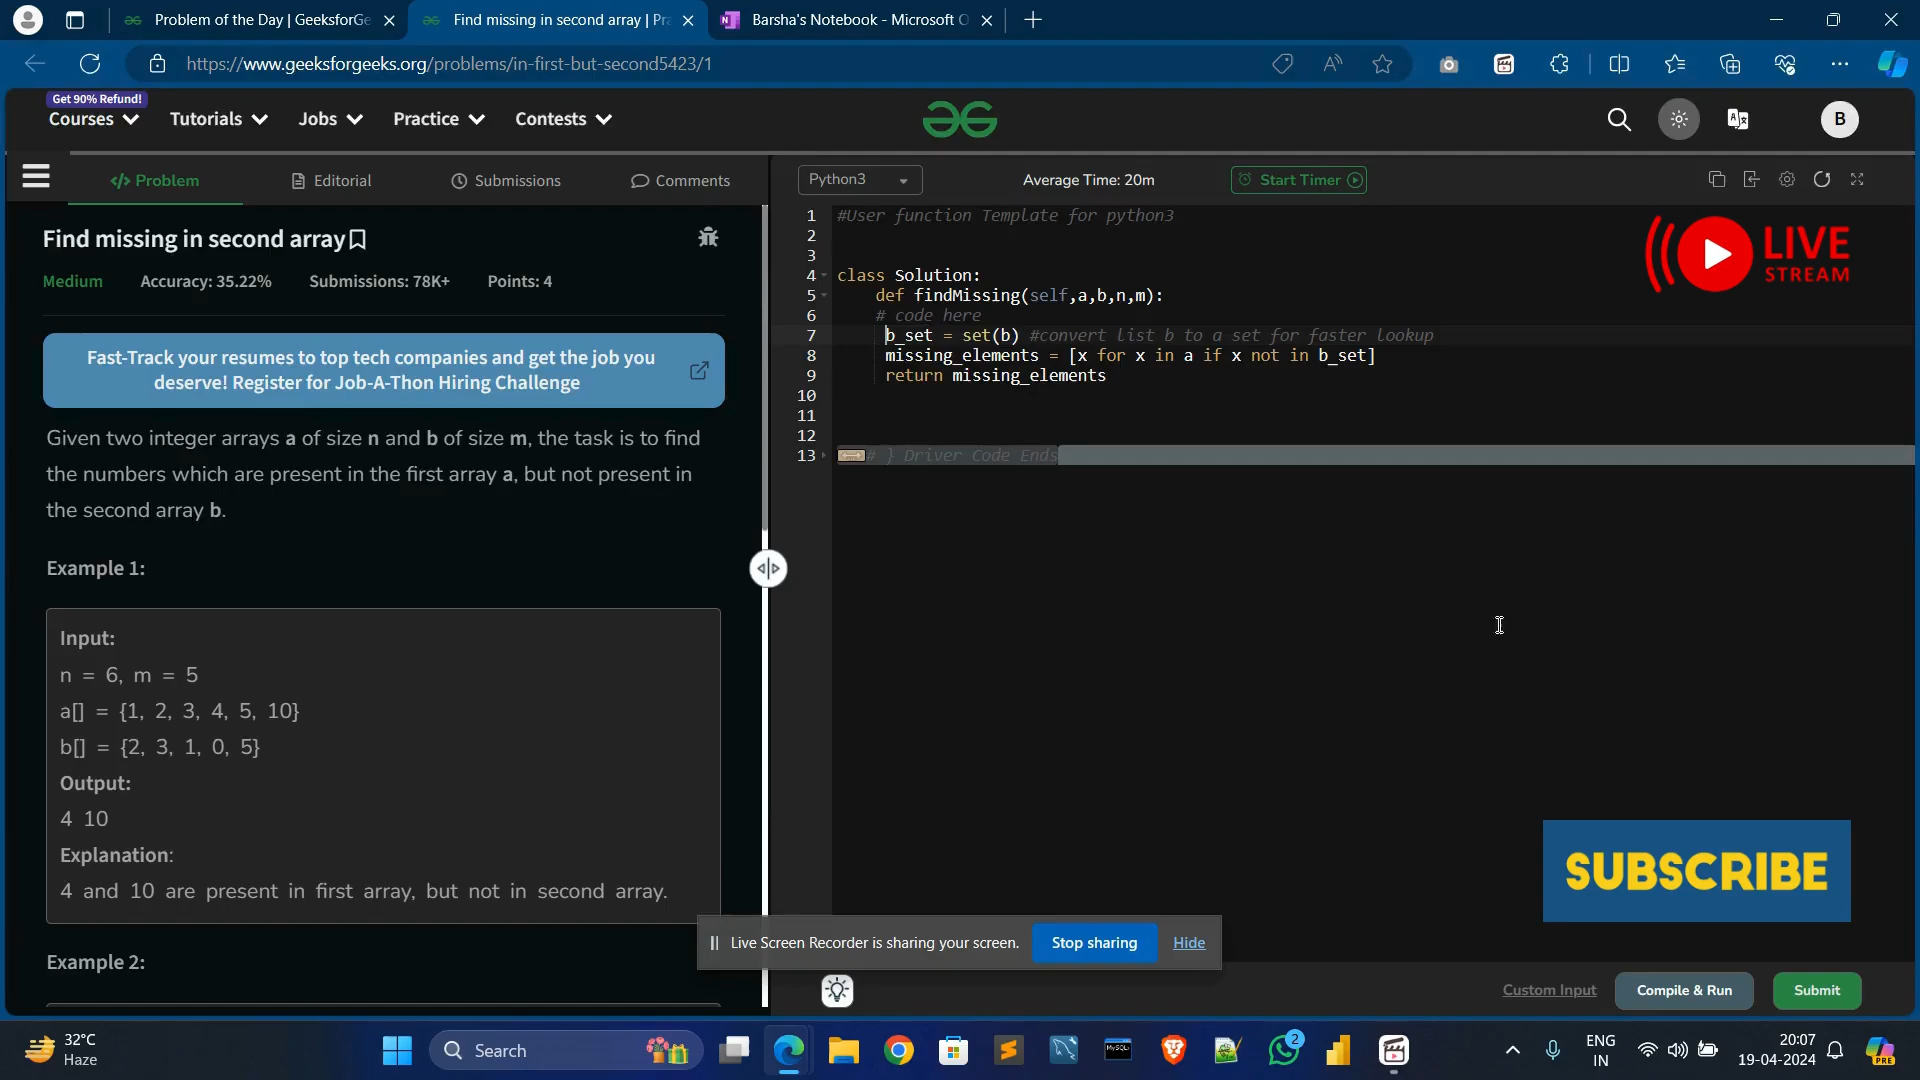 Problem of the Day | GeeksforGe
Find missing in second array | Pra
Barsha's Notebook - Microsoft O
https://www.geeksforgeeks.org/problems/in-first-but-second5423/1
Get 90% Refund!
Courses
Tutorials
Jobs
Practice
Contests
B
</> Problem
Editorial
Submissions
Comments
Python3
Average Time: 20m
Start Timer
Find missing in second array
Medium
Accuracy: 35.22%
Submissions: 78K+
Points: 4
Fast-Track your resumes to top tech companies and get the job you
deserve! Register for Job-A-Thon Hiring Challenge
Given two integer arrays a of size n and b of size m, the task is to find
the numbers which are present in the first array a, but not present in
the second array b.
Example 1:
Input:
n = 6, m = 5
a[] = {1, 2, 3, 4, 5, 10}
b[] = {2, 3, 1, 0, 5}
Output:
4 10
Explanation:
4 and 10 are present in first array, but not in second array.
Example 2:
1 #User function Template for python3
2
3
4 class Solution:
5 def findMissing(self,a,b,n,m):
6 # code here
7 b_set = set(b) #convert list b to a set for faster lookup
8 missing_elements = [x for x in a if x not in b_set]
9 return missing_elements
10
11
12
13 # } Driver Code Ends
LIVE
STREAM
SUBSCRIBE
Live Screen Recorder is sharing your screen.
Stop sharing
Hide
Custom Input
Compile & Run
Submit
32°C
Haze
Search
MySQL
2
ENG
IN
20:07
19-04-2024
PRE